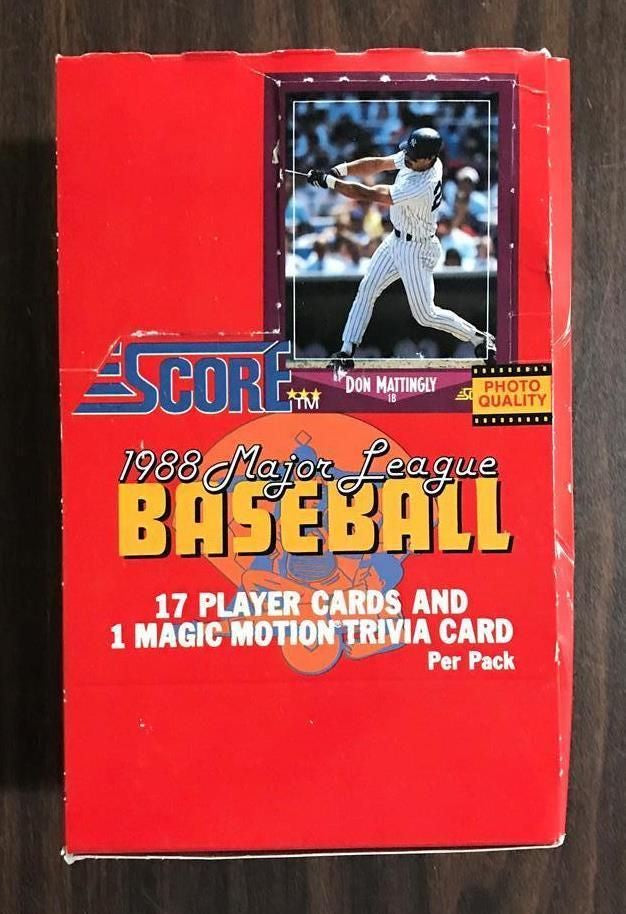 SCORE
TM
DON MATTINGLY
1B
PHOTO
QUALITY
1988 Major League
BASEBALL
17 PLAYER CARDS AND
1 MAGIC MOTION® TRIVIA CARD
Per Pack